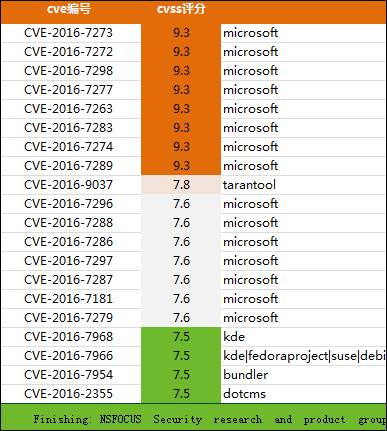 cve编号 cvss评分
CVE-2016-7273 9.3 microsoft
CVE-2016-7272 9.3 microsoft
CVE-2016-7298 9.3 microsoft
CVE-2016-7277 9.3 microsoft
CVE-2016-7263 9.3 microsoft
CVE-2016-7283 9.3 microsoft
CVE-2016-7274 9.3 microsoft
CVE-2016-7289 9.3 microsoft
CVE-2016-9037 7.8 tarantool
CVE-2016-7296 7.6 microsoft
CVE-2016-7288 7.6 microsoft
CVE-2016-7286 7.6 microsoft
CVE-2016-7297 7.6 microsoft
CVE-2016-7287 7.6 microsoft
CVE-2016-7181 7.6 microsoft
CVE-2016-7279 7.6 microsoft
CVE-2016-7968 7.5 kde
CVE-2016-7966 7.5 kde|fedoraproject|suse|debi
CVE-2016-7954 7.5 bundler
CVE-2016-2355 7.5 dotcms
Finishing: NSFOCUS Security research and product group